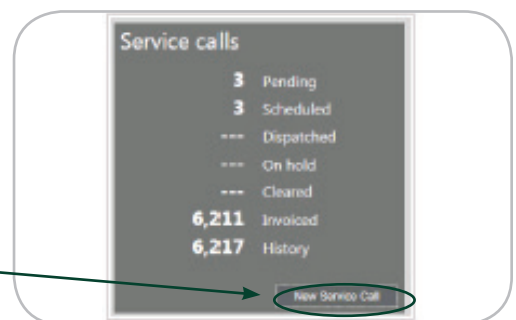 Service calls
3 Pending
3 Scheduled
--- Dispatched
--- On hold
--- Cleared
6,211 Invoiced
6,217 History
New Service Call